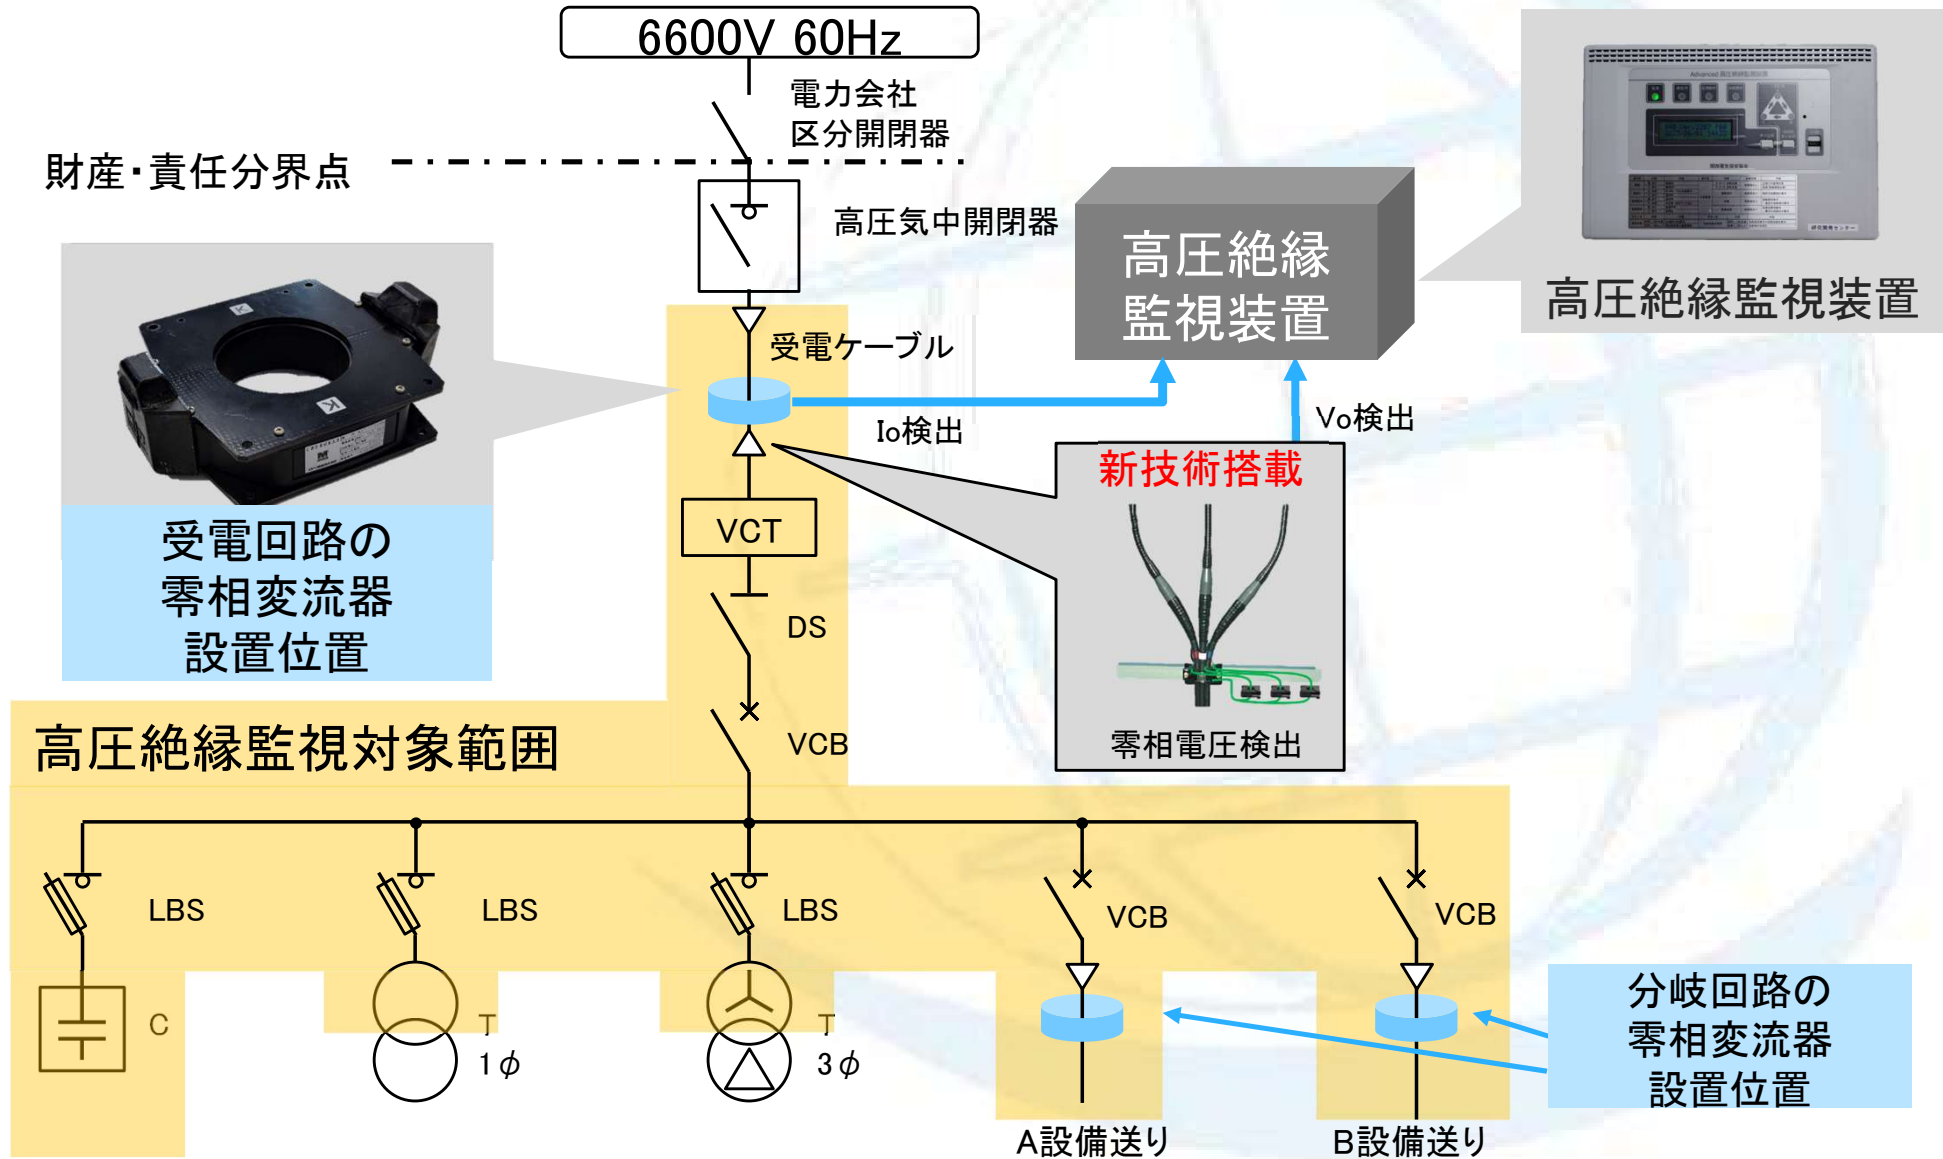 6600V 60Hz
電力会社
区分開閉器
財産・責任分界点
高圧気中開閉器
高圧絶縁
監視装置
高圧絶縁監視装置
受電ケーブル
Io検出
Vo検出
新技術搭載
零相電圧検出
受電回路の
零相変流器
設置位置
VCT
DS
VCB
高圧絶縁監視対象範囲
LBS
LBS
LBS
VCB
VCB
C
T
1φ
T
3φ
分岐回路の
零相変流器
設置位置
A設備送り
B設備送り